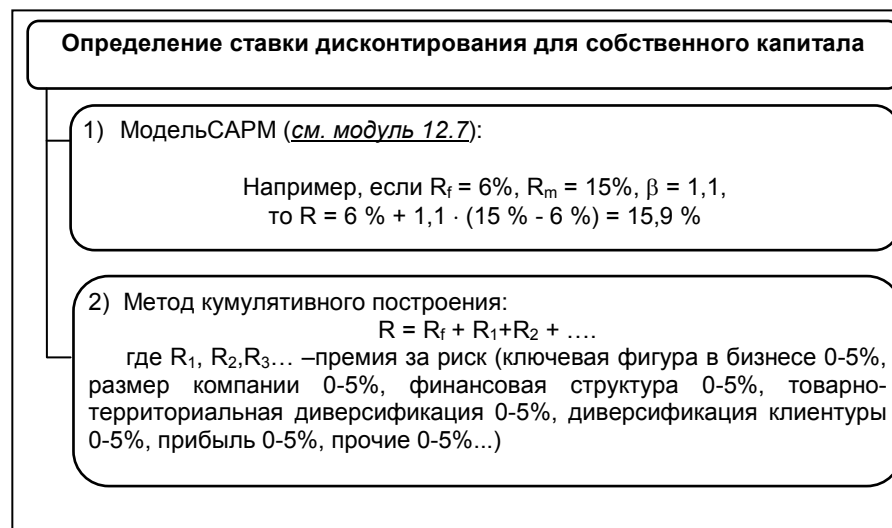 Определение ставки дисконтирования для собственного капитала
1) МодельCAPM (см. модуль 12.7):
Например, если Rf = 6%, Rm = 15%, β = 1,1,
то R = 6 % + 1,1 · (15 % - 6 %) = 15,9 %
2) Метод кумулятивного построения:
R = Rf + R1+R2 + ….
где R1, R2,R3… –премия за риск (ключевая фигура в бизнесе 0-5%,
размер компании 0-5%, финансовая структура 0-5%, товарно-
территориальная диверсификация 0-5%, диверсификация клиентуры
0-5%, прибыль 0-5%, прочие 0-5%...)